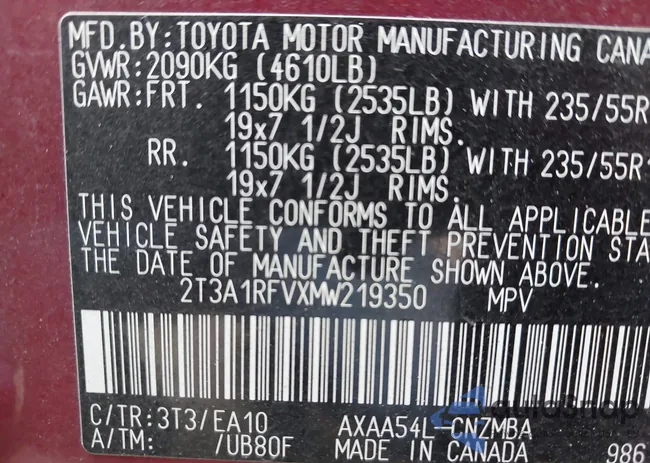 MFD.BY:TOYOTA MOTOR MANUFACTURING CANA
GVWR:2090KG (4610LB)
GAWR:FRT. 1150KG (2535LB) WITH 235/55R
19x7 1/2J RIMS.
RR. 1150KG (2535LB) WITH 235/55R1
19x7 1/2J RIMS.
THIS VEHICLE CONFORMS TO ALL APPLICABLE
VEHICLE SAFETY AND THEFT PREVENTION STA
THE DATE OF MANUFACTURE SHOWN ABOVE.
2T3A1RFVXMW219350 MPV
C/TR:3T3/EA10 AXAA54L-CNZMBA
A/TM: /UB80F MADE IN CANADA 986
autoSnap